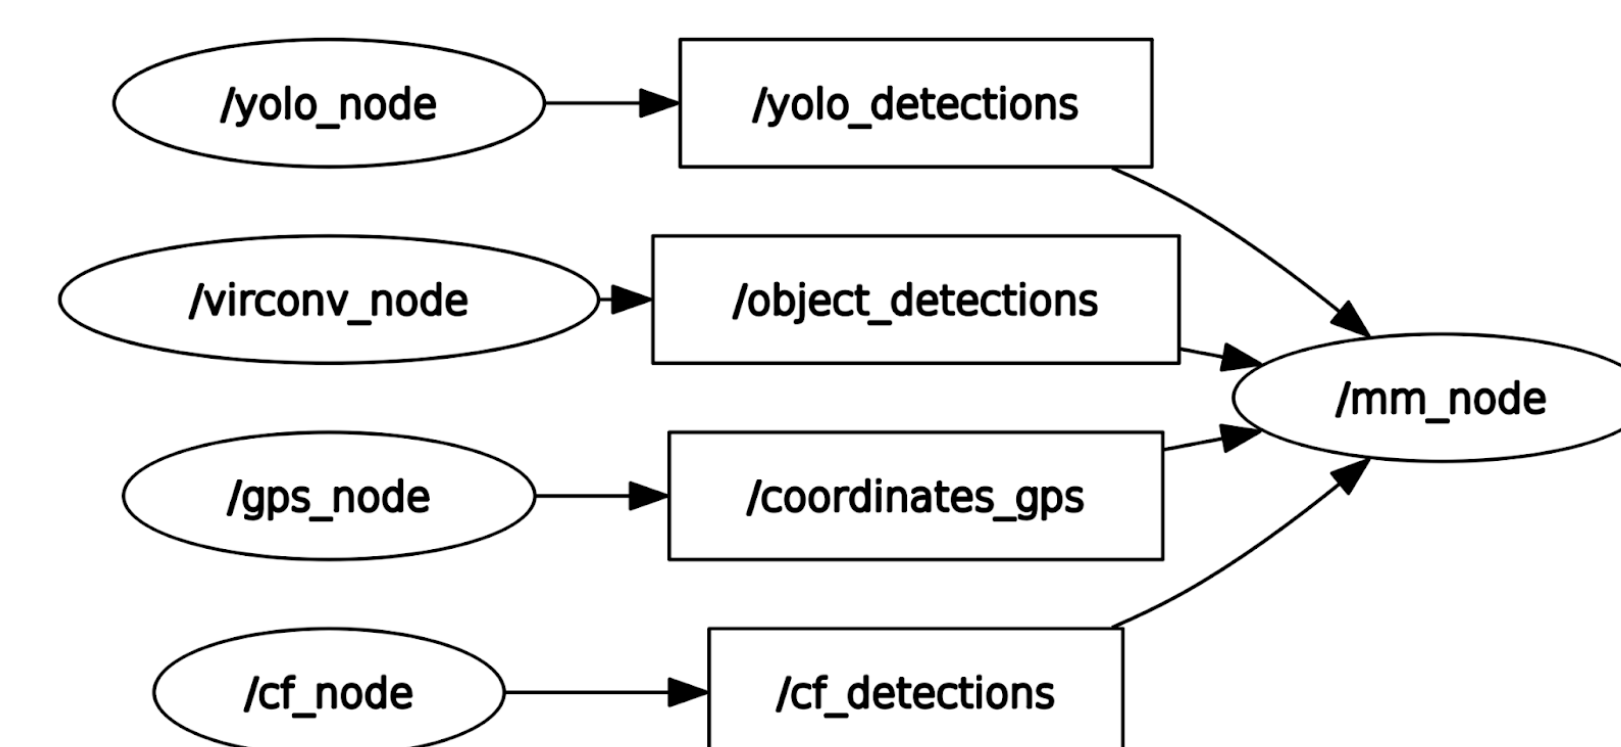 /yolo_node
/yolo_detections
/virconv_node
/object_detections
/mm_node
/gps_node
/coordinates_gps
/cf_node
/cf_detections